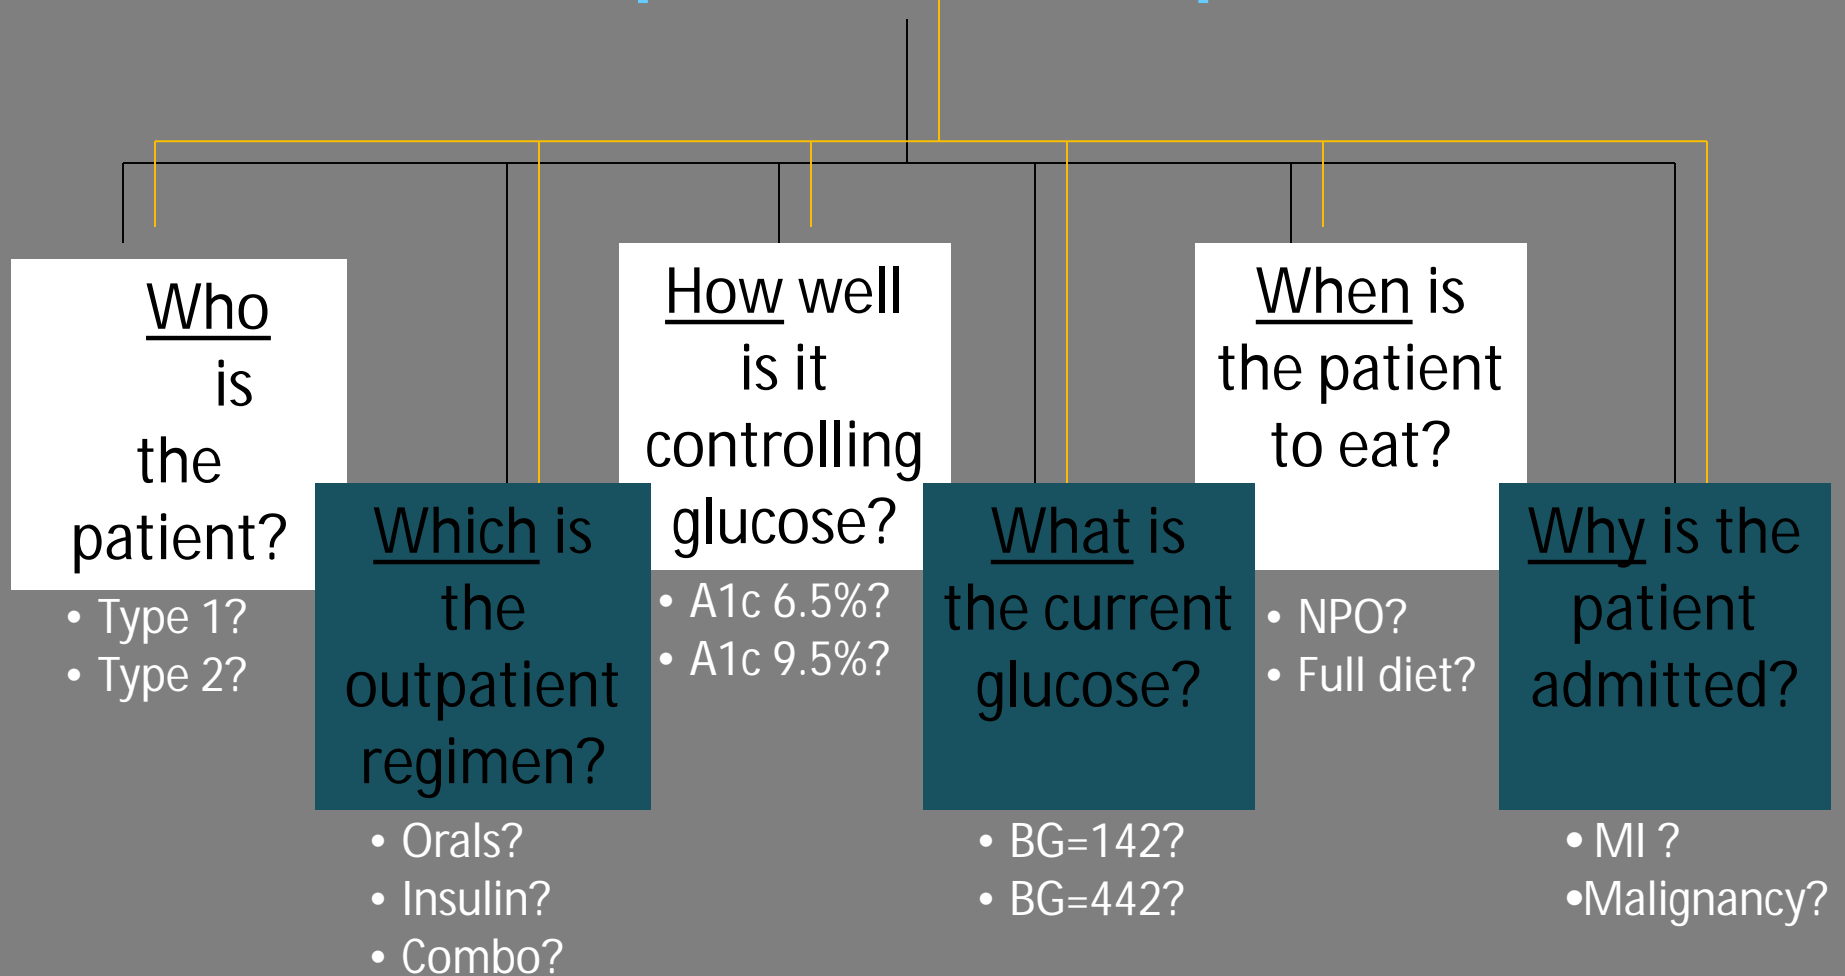 Who
is
the
patient?
• Type 1?
• Type 2?
Which is
the
outpatient
regimen?
• Orals?
• Insulin?
• Combo?
How well
is it
controlling
glucose?
• A1c 6.5%?
• A1c 9.5%?
What is
the current
glucose?
• BG=142?
• BG=442?
When is
the patient
to eat?
• NPO?
• Full diet?
Why is the
patient
admitted?
• MI ?
•Malignancy?